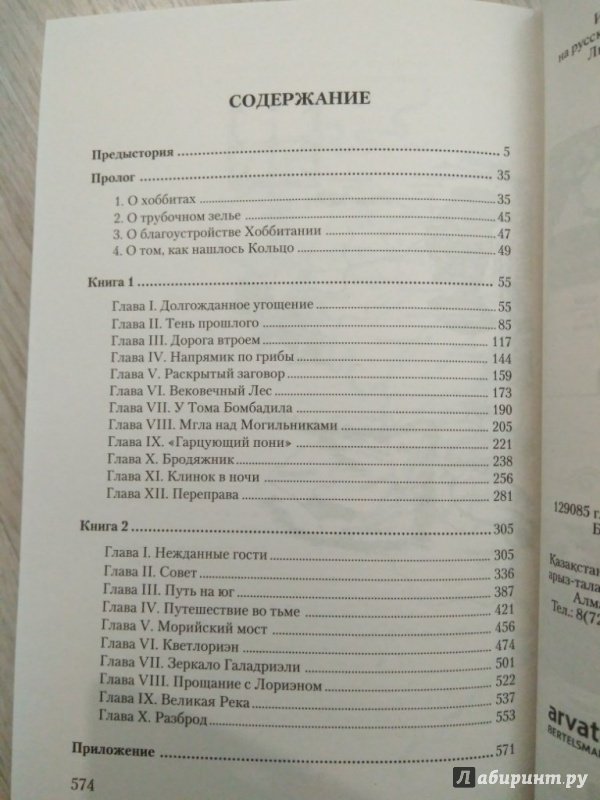 СОДЕРЖАНИЕ
Предыстория ........ 5
Пролог ........ 35
1. О хоббитах ........ 35
2. О трубочном зелье ........ 45
3. О благоустройстве Хоббитании ........ 47
4. О том, как нашлось Кольцо ........ 49
Книга 1 ........ 55
Глава I. Долгожданное угощение ........ 55
Глава II. Тень прошлого ........ 85
Глава III. Дорога втроем ........ 117
Глава IV. Напрямик по грибы ........ 144
Глава V. Раскрытый заговор ........ 159
Глава VI. Вековечный Лес ........ 173
Глава VII. У Тома Бомбадила ........ 190
Глава VIII. Мгла над Могильниками ........ 205
Глава IX. «Гарцующий пони» ........ 221
Глава X. Бродяжник ........ 238
Глава XI. Клинок в ночи ........ 256
Глава XII. Переправа ........ 281
Книга 2 ........ 305
Глава I. Нежданные гости ........ 305
Глава II. Совет ........ 336
Глава III. Путь на юг ........ 387
Глава IV. Путешествие во тьме ........ 421
Глава V. Морийский мост ........ 456
Глава VI. Кветлориэн ........ 474
Глава VII. Зеркало Галадриэли ........ 501
Глава VIII. Прощание с Лориэном ........ 522
Глава IX. Великая Река ........ 537
Глава X. Разброд ........ 553
Приложение ........ 571
574
на русск
129085 г.
Казахстан
арыз-тала
Алма
Тел.: 8(72
arvat
BERTELSMA
Лабиринт.ру